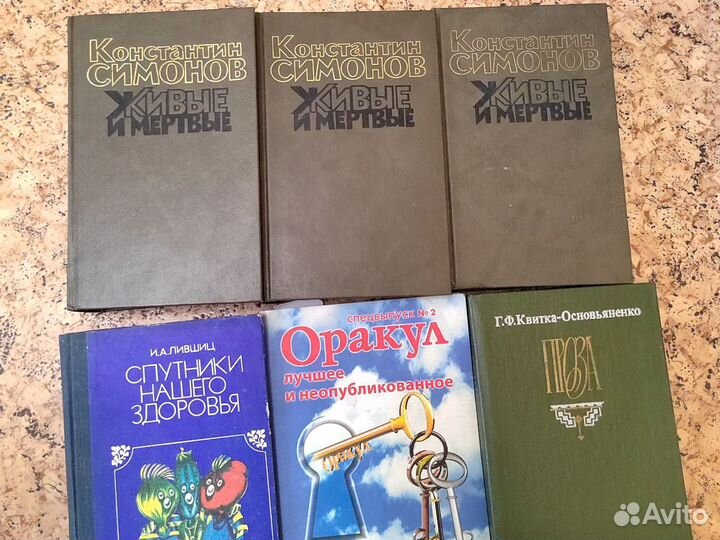 Константин
СИМОНОВ
ЖИВЫЕ
И МЕРТВЫЕ
Константин
СИМОНОВ
ЖИВЫЕ
И МЕРТВЫЕ
Константин
СИМОНОВ
ЖИВЫЕ
И МЕРТВЫЕ
И.А.ЛИВШИЦ
СПУТНИКИ
НАШЕГО
ЗДОРОВЬЯ
спецвыпуск № 2
Оракул
лучшее
и неопубликованное
Оракул
Г.Ф.Квитка-Основьяненко
ПРОЗА
Avito